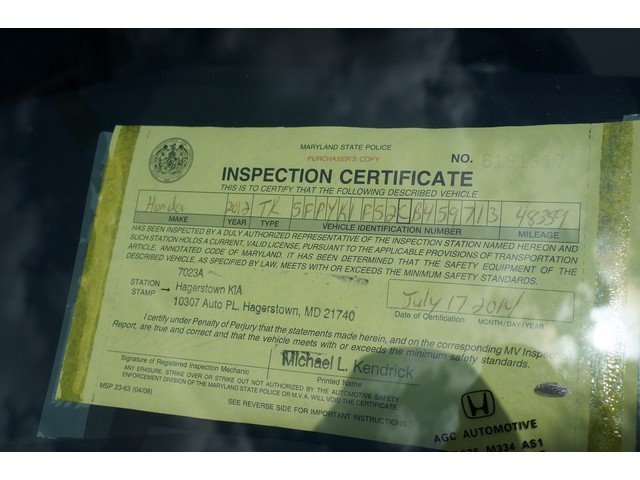 MARYLAND STATE POLICE
PURCHASER'S COPY
NO.
INSPECTION CERTIFICATE
THIS IS TO CERTIFY THAT THE FOLLOWING DESCRIBED VEHICLE
Honda 2012 TK 5FPYK1F52CB459713 48359
MAKE YEAR TYPE VEHICLE IDENTIFICATION NUMBER MILEAGE
HAS BEEN INSPECTED BY A DULY AUTHORIZED REPRESENTATIVE OF THE INSPECTION STATION NAMED HEREON AND
SUCH STATION HOLDS A CURRENT, VALID LICENSE, PURSUANT TO THE APPLICABLE PROVISIONS OF TRANSPORTATION
ARTICLE. ANNOTATED CODE OF MARYLAND. IT HAS BEEN DETERMINED THAT THE SAFETY EQUIPMENT OF THE
DESCRIBED VEHICLE, AS SPECIFIED BY LAW, MEETS WITH OR EXCEEDS THE MINIMUM SAFETY STANDARDS.
7023A
STATION STAMP → Hagerstown KIA
10307 Auto PL. Hagerstown, MD 21740
July 17 2014
Date of Certification MONTH/DAY/YEAR
I certify under Penalty of Perjury that the statements made herein, and on the corresponding MV Inspect
Report, are true and correct and that the vehicle meets with or exceeds the minimum safety standards.
Michael L. Kendrick
Signature of Registered Inspection Mechanic Printed Name
ANY ERASURE, STRIKE OVER OR STRIKE OUT NOT AUTHORIZED BY THE AUTOMOTIVE SAFETY
ENFORCEMENT DIVISION OF THE MARYLAND STATE POLICE or M.V.A. WILL VOID THE CERTIFICATE
MSP 23-63 (04/08)
SEE REVERSE SIDE FOR IMPORTANT INSTRUCTIONS
AGC AUTOMOTIVE
M334 AS1